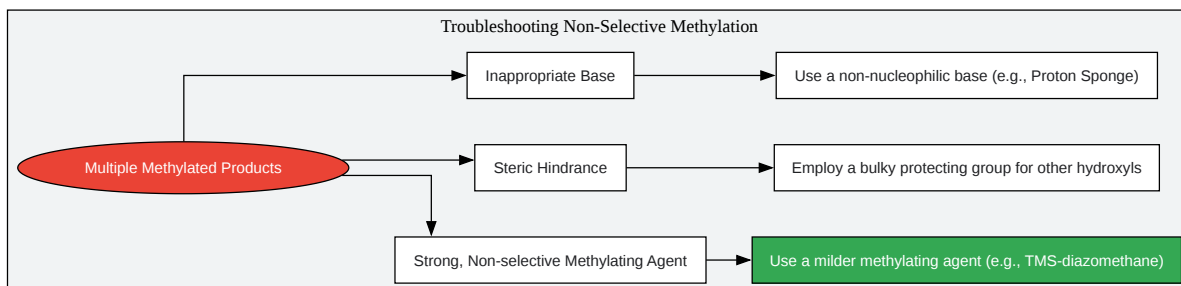 Troubleshooting Non-Selective Methylation
Inappropriate Base
Use a non-nucleophilic base (e.g., Proton Sponge)
Multiple Methylated Products
Steric Hindrance
Employ a bulky protecting group for other hydroxyls
Strong, Non-selective Methylating Agent
Use a milder methylating agent (e.g., TMS-diazomethane)